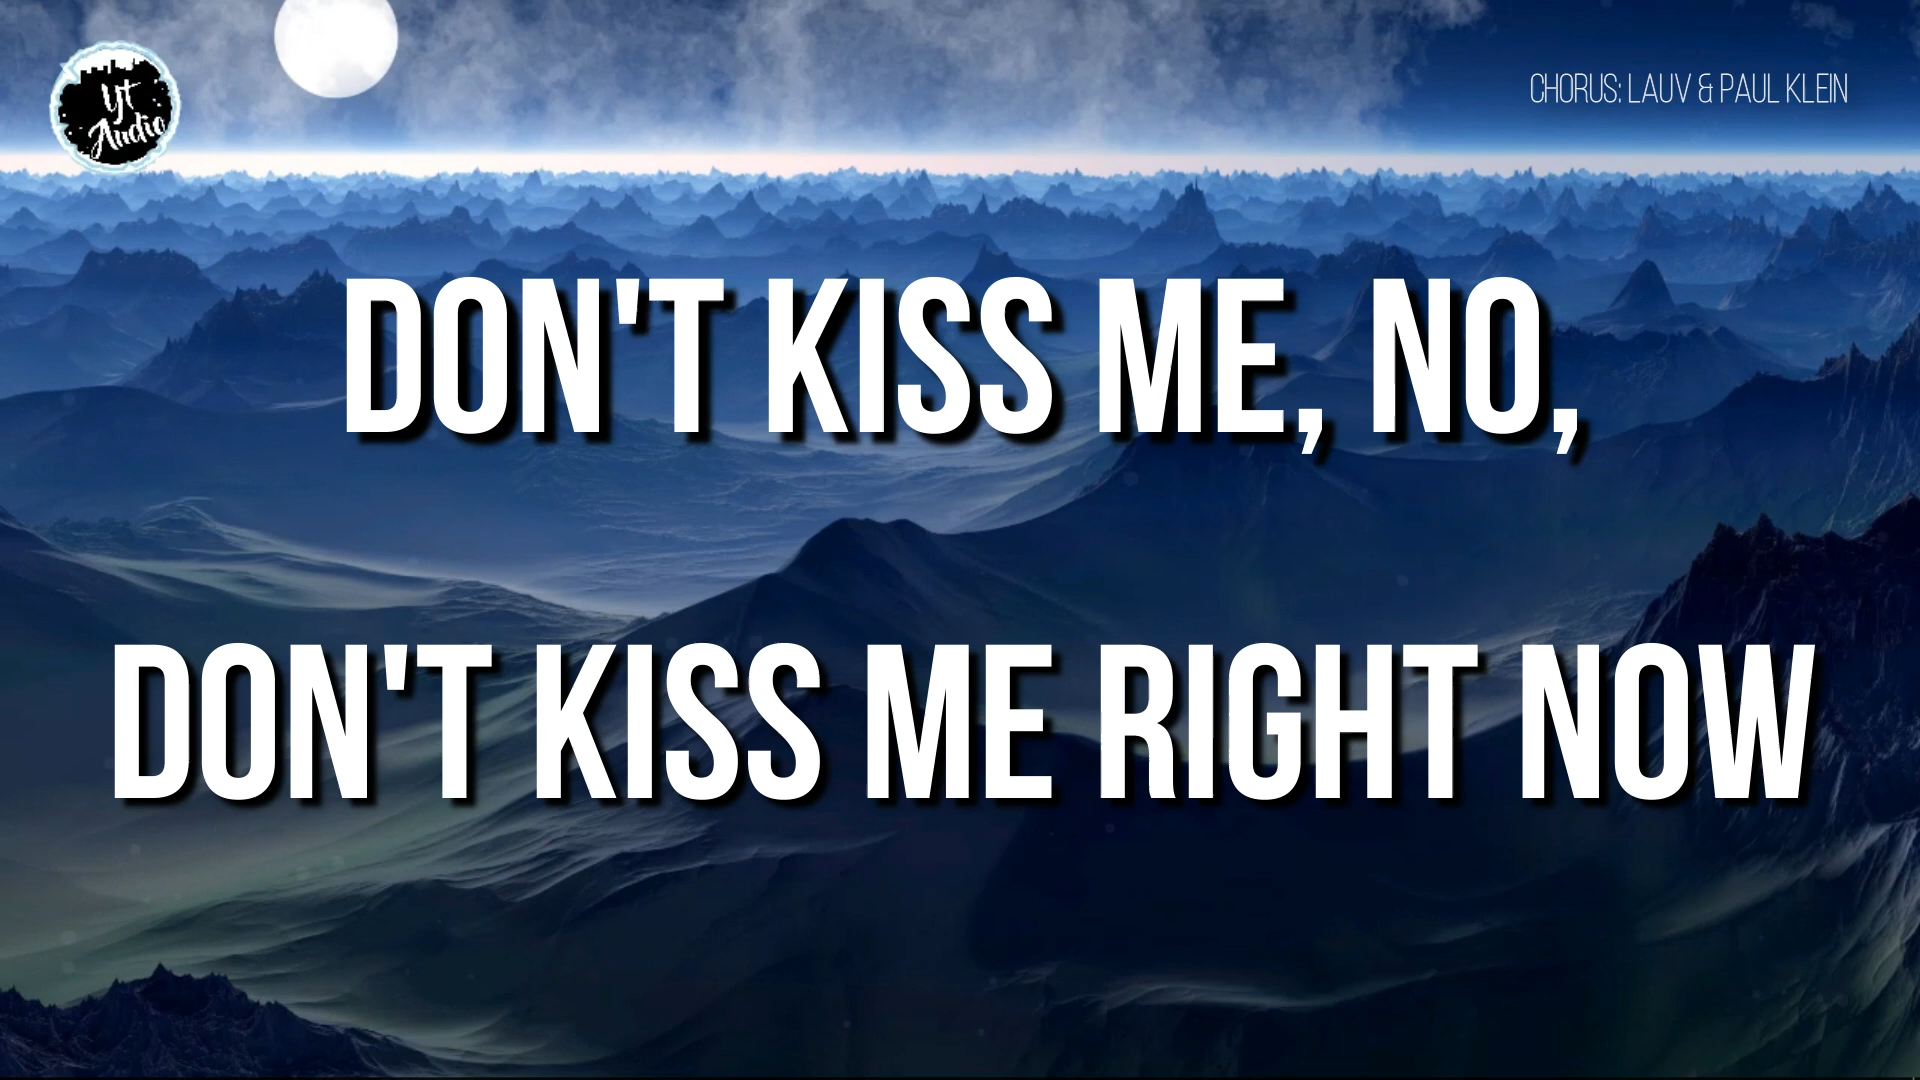 Yt
Audio
CHORUS: LAUV & PAUL KLEIN
DON'T KISS ME, NO,
DON'T KISS ME RIGHT NOW